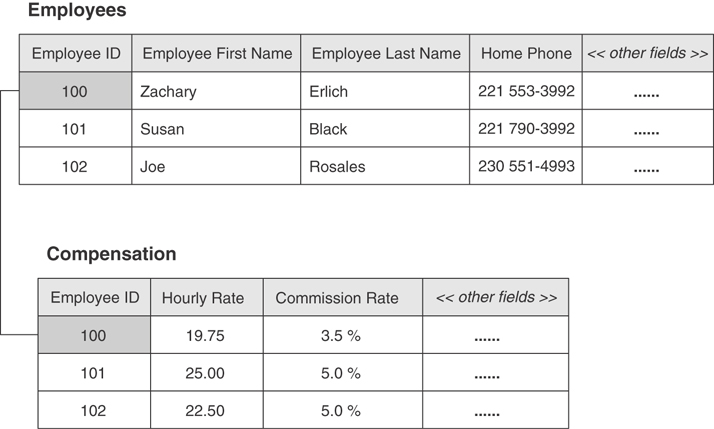 Employees
Employee ID Employee First Name Employee Last Name Home Phone << other fields >>
100 Zachary Erlich 221 553-3992 ......
101 Susan Black 221 790-3992 ......
102 Joe Rosales 230 551-4993 ......
Compensation
Employee ID Hourly Rate Commission Rate << other fields >>
100 19.75 3.5 % ......
101 25.00 5.0 % ......
102 22.50 5.0 % ......